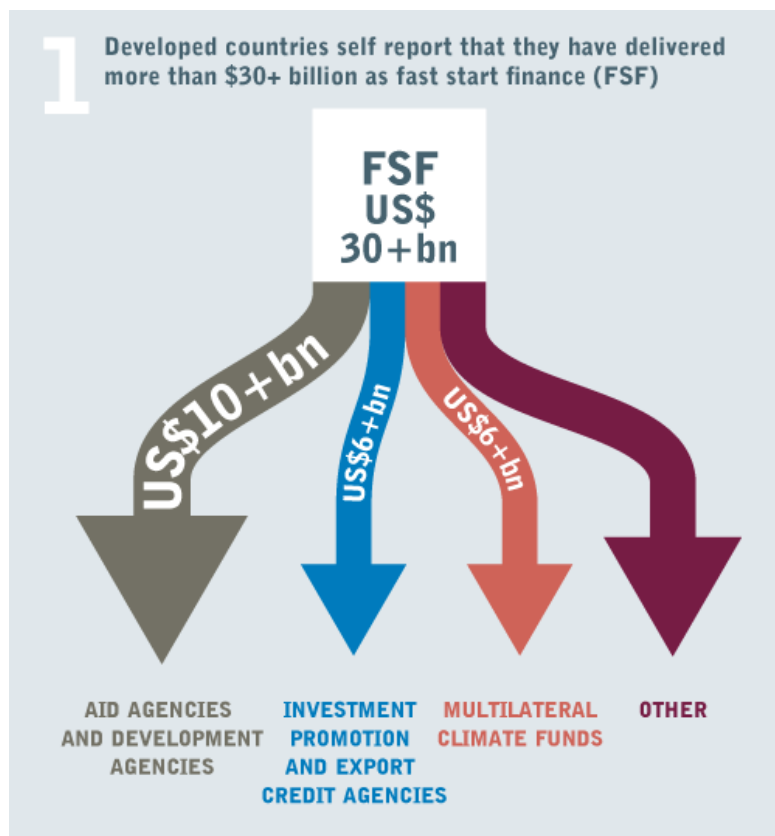 1
Developed countries self report that they have delivered
more than $30+ billion as fast start finance (FSF)
FSF
US$
30+bn
US$10+bn
US$6+bn
US$6+bn
AID AGENCIES
AND DEVELOPMENT
AGENCIES
INVESTMENT
PROMOTION
AND EXPORT
CREDIT AGENCIES
MULTILATERAL
CLIMATE FUNDS
OTHER